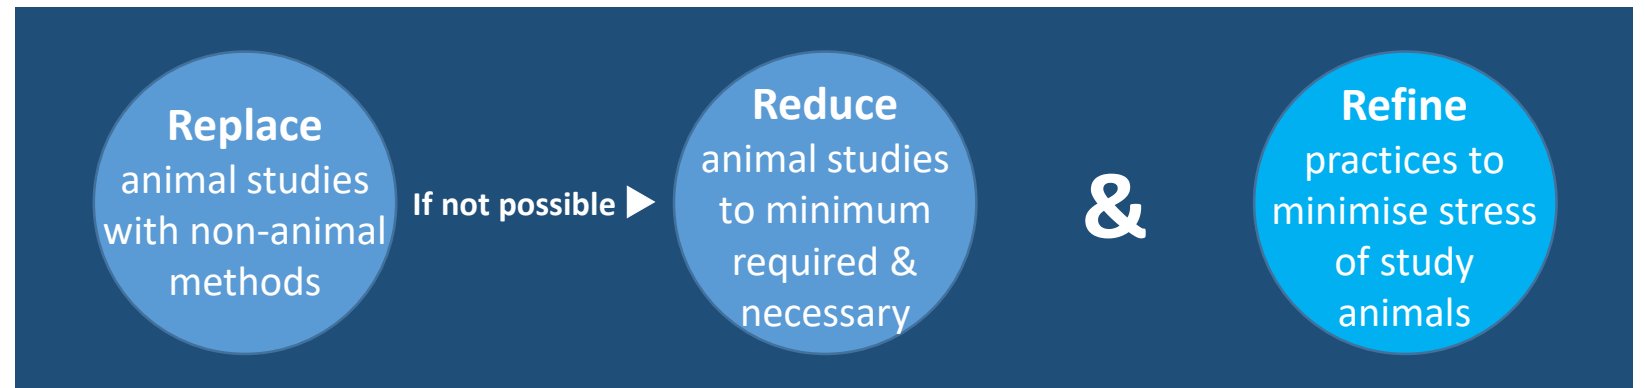 Replace
animal studies
with non-animal
methods
If not possible
Reduce
animal studies
to minimum
required &
necessary
&
Refine
practices to
minimise stress
of study
animals